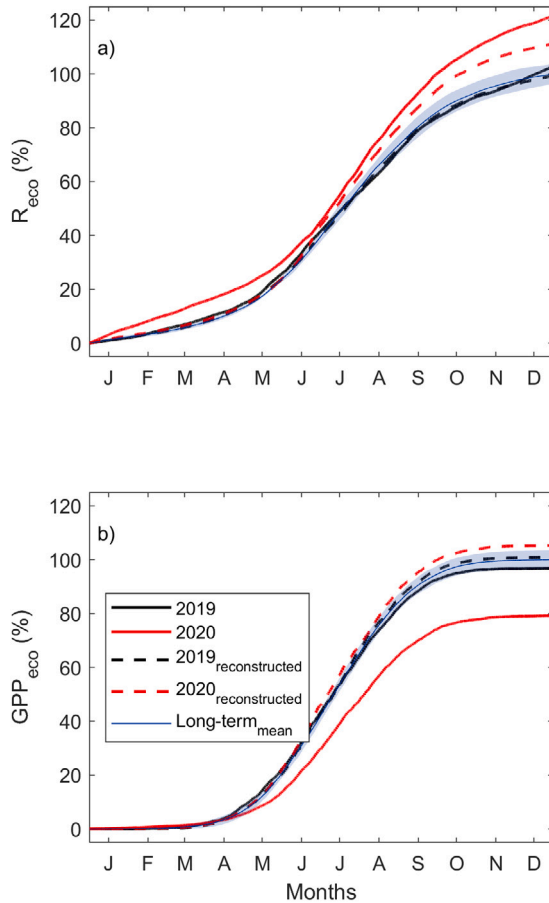 a)
120
100
80
60
40
20
0
R_eco (%)
J F M A M J J A S O N D
b)
120
100
80
60
40
20
0
GPP_eco (%)
2019
2020
2019_reconstructed
2020_reconstructed
Long-term_mean
J F M A M J J A S O N D
Months